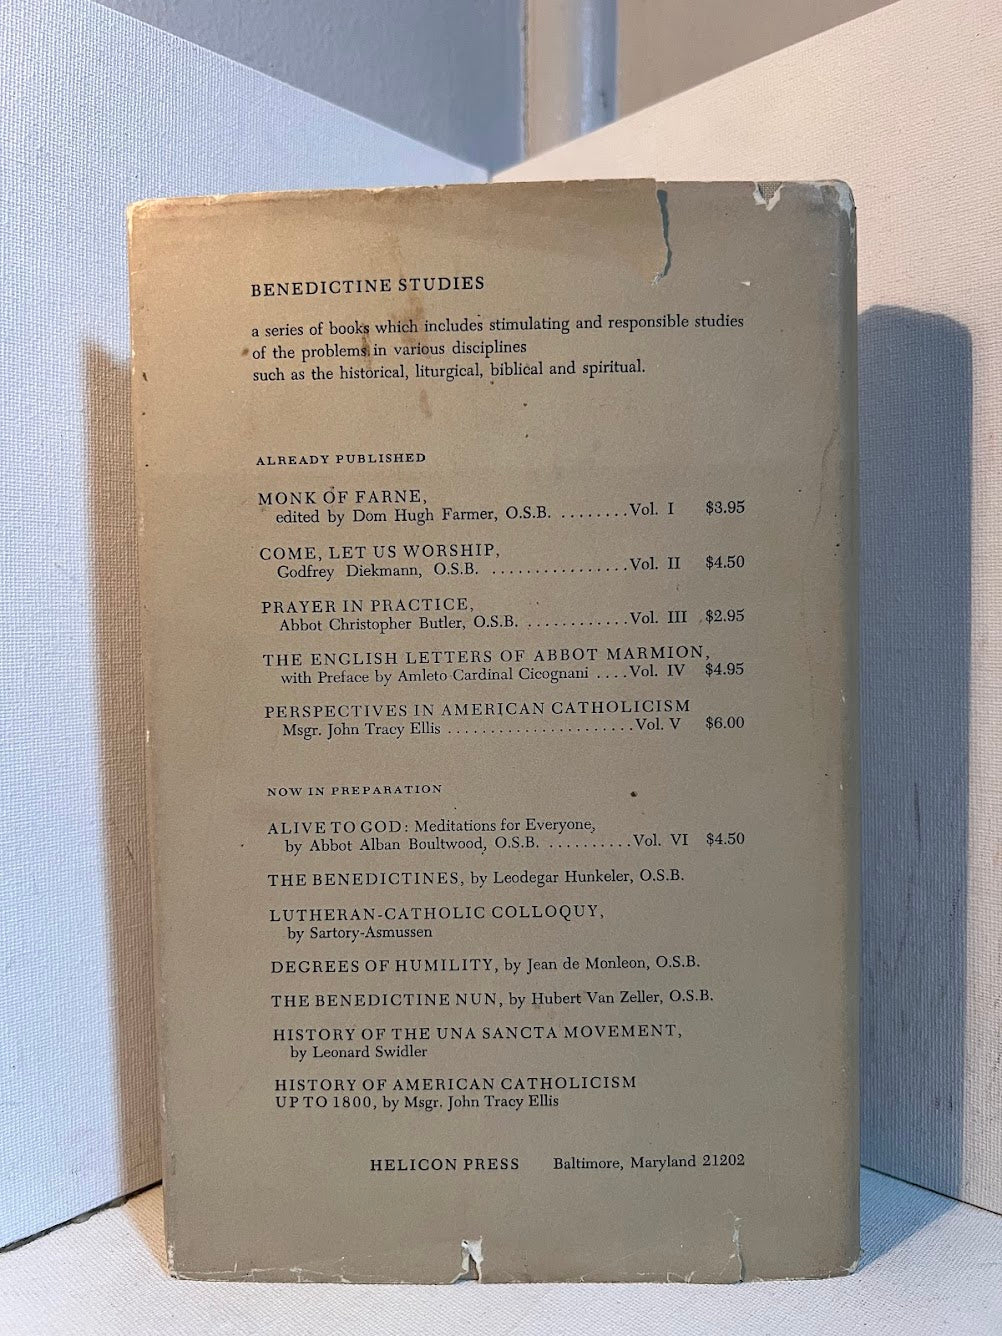 BENEDICTINE STUDIES
a series of books which includes stimulating and responsible studies
of the problems in various disciplines
such as the historical, liturgical, biblical and spiritual.
ALREADY PUBLISHED
MONK OF FARNE,
edited by Dom Hugh Farmer, O.S.B. .........Vol. I $3.95
COME, LET US WORSHIP,
Godfrey Diekmann, O.S.B. ................Vol. II $4.50
PRAYER IN PRACTICE,
Abbot Christopher Butler, O.S.B. ............Vol. III $2.95
THE ENGLISH LETTERS OF ABBOT MARMION,
with Preface by Amleto Cardinal Cicognani ....Vol. IV $4.95
PERSPECTIVES IN AMERICAN CATHOLICISM
Msgr. John Tracy Ellis ......................Vol. V $6.00
NOW IN PREPARATION
ALIVE TO GOD: Meditations for Everyone,
by Abbot Alban Boultwood, O.S.B. ..........Vol. VI $4.50
THE BENEDICTINES, by Leodegar Hunkeler, O.S.B.
LUTHERAN-CATHOLIC COLLOQUY,
by Sartory-Asmussen
DEGREES OF HUMILITY, by Jean de Monleon, O.S.B.
THE BENEDICTINE NUN, by Hubert Van Zeller, O.S.B.
HISTORY OF THE UNA SANCTA MOVEMENT,
by Leonard Swidler
HISTORY OF AMERICAN CATHOLICISM
UP TO 1800, by Msgr. John Tracy Ellis
HELICON PRESS Baltimore, Maryland 21202